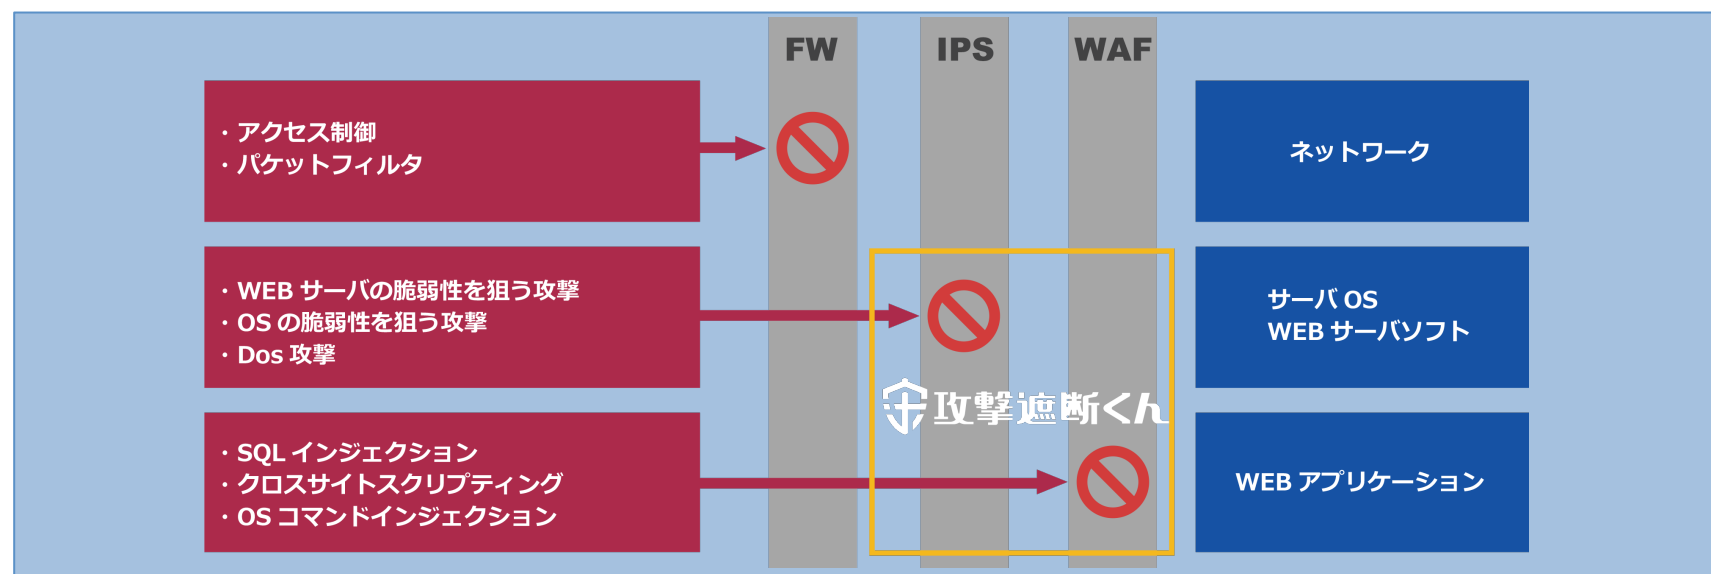 FW
IPS
WAF
・アクセス制御
・パケットフィルタ
ネットワーク
・WEB サーバの脆弱性を狙う攻撃
・OS の脆弱性を狙う攻撃
・Dos 攻撃
サーバ OS
WEB サーバソフト
攻撃遮断くん
・SQL インジェクション
・クロスサイトスクリプティング
・OS コマンドインジェクション
WEB アプリケーション